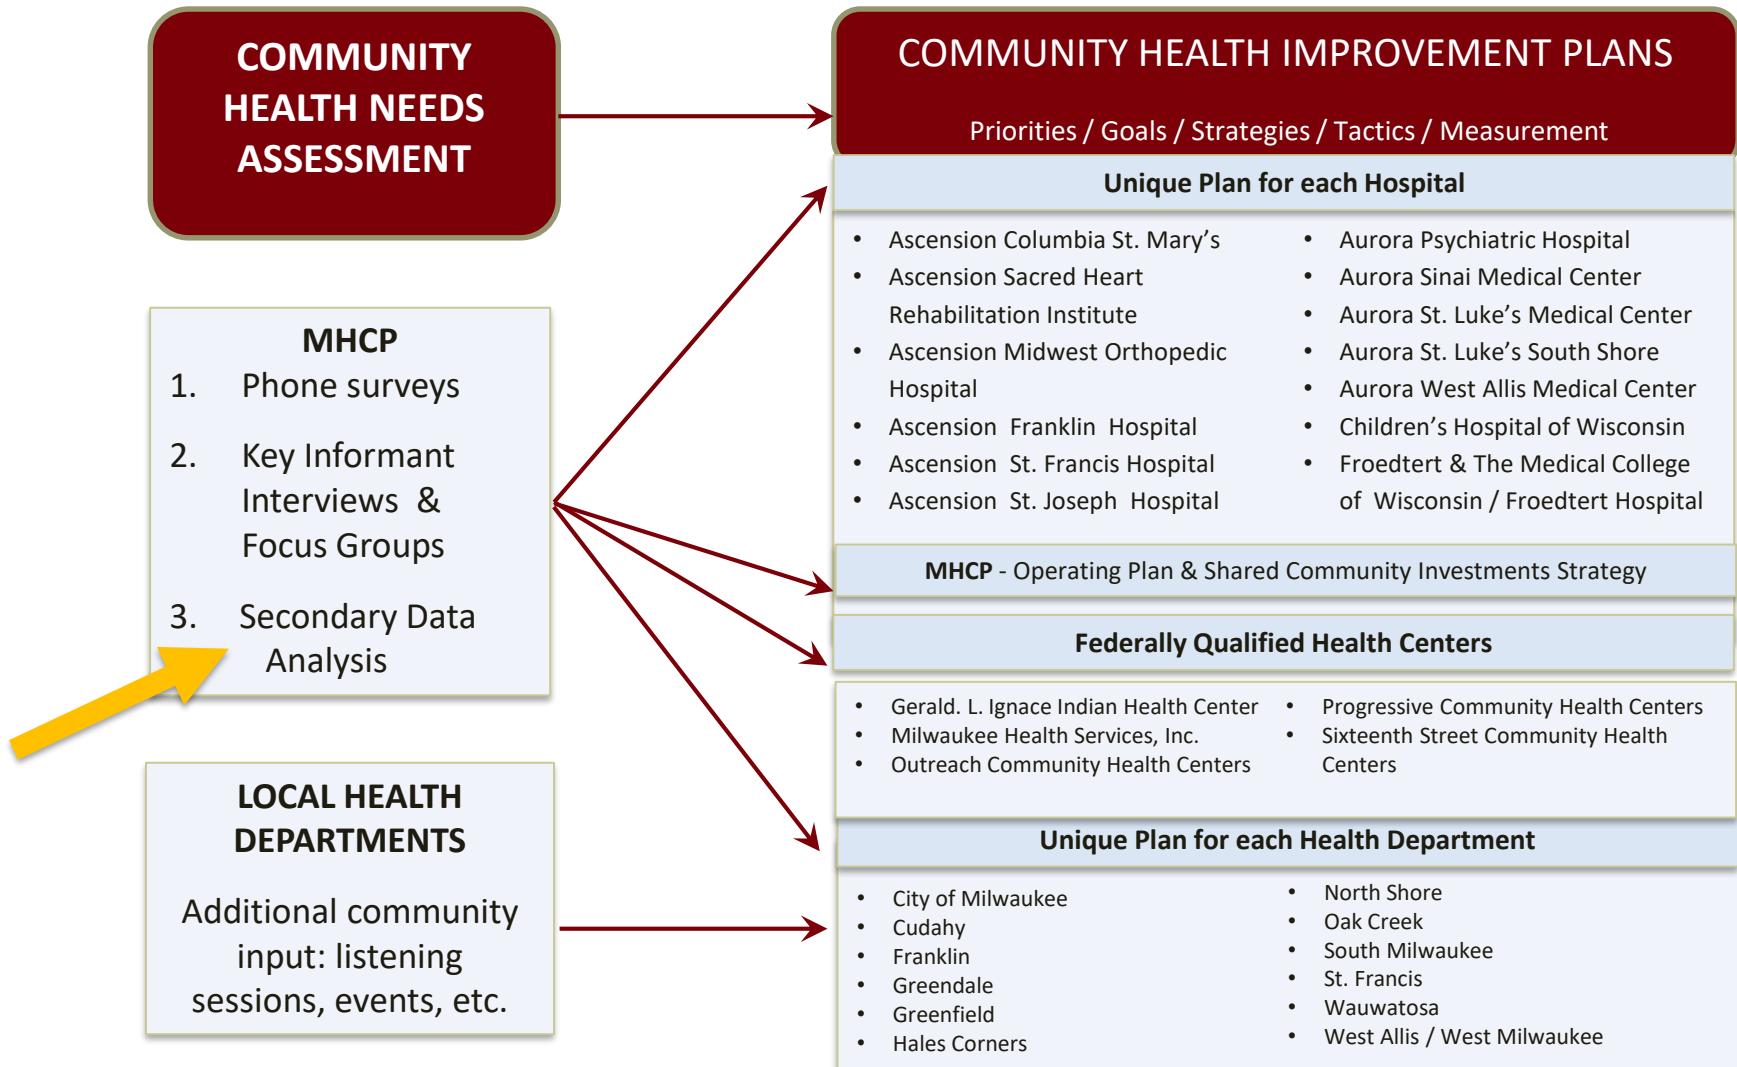 COMMUNITY
HEALTH NEEDS
ASSESSMENT
MHCP
1. Phone surveys
2. Key Informant
Interviews &
Focus Groups
3. Secondary Data
Analysis
LOCAL HEALTH
DEPARTMENTS
Additional community
input: listening
sessions, events, etc.
COMMUNITY HEALTH IMPROVEMENT PLANS
Priorities / Goals / Strategies / Tactics / Measurement
Unique Plan for each Hospital
• Ascension Columbia St. Mary’s
• Ascension Sacred Heart
Rehabilitation Institute
• Ascension Midwest Orthopedic
Hospital
• Ascension Franklin Hospital
• Ascension St. Francis Hospital
• Ascension St. Joseph Hospital
• Aurora Psychiatric Hospital
• Aurora Sinai Medical Center
• Aurora St. Luke’s Medical Center
• Aurora St. Luke’s South Shore
• Aurora West Allis Medical Center
• Children’s Hospital of Wisconsin
• Froedtert & The Medical College
of Wisconsin / Froedtert Hospital
MHCP - Operating Plan & Shared Community Investments Strategy
Federally Qualified Health Centers
• Gerald. L. Ignace Indian Health Center
• Milwaukee Health Services, Inc.
• Outreach Community Health Centers
• Progressive Community Health Centers
• Sixteenth Street Community Health
Centers
Unique Plan for each Health Department
• City of Milwaukee
• Cudahy
• Franklin
• Greendale
• Greenfield
• Hales Corners
• North Shore
• Oak Creek
• South Milwaukee
• St. Francis
• Wauwatosa
• West Allis / West Milwaukee